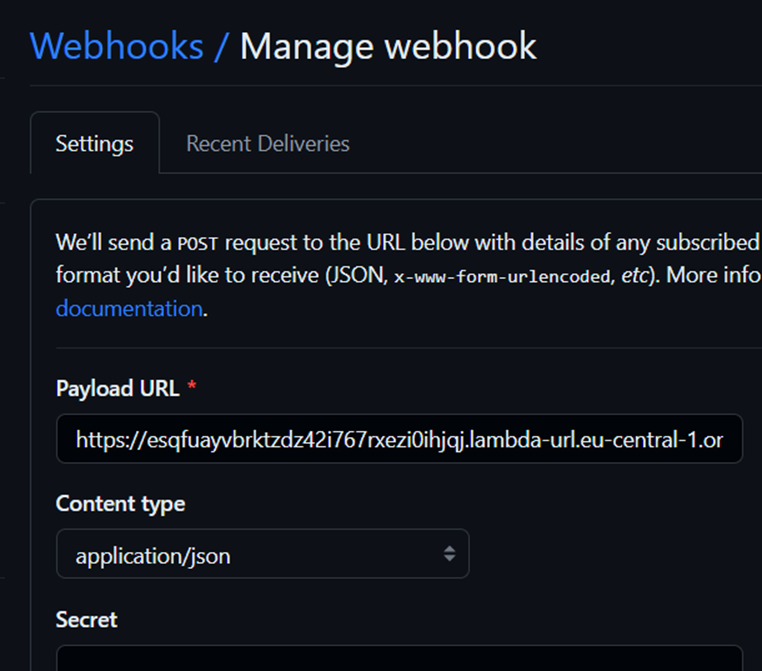 Webhooks / Manage webhook
Settings
Recent Deliveries
We’ll send a POST request to the URL below with details of any subscribed
format you’d like to receive (JSON, x-www-form-urlencoded, etc). More info
documentation.
Payload URL *
https://esqfuayvbrktzdz42i767rxezi0ihjqj.lambda-url.eu-central-1.or
Content type
application/json
Secret